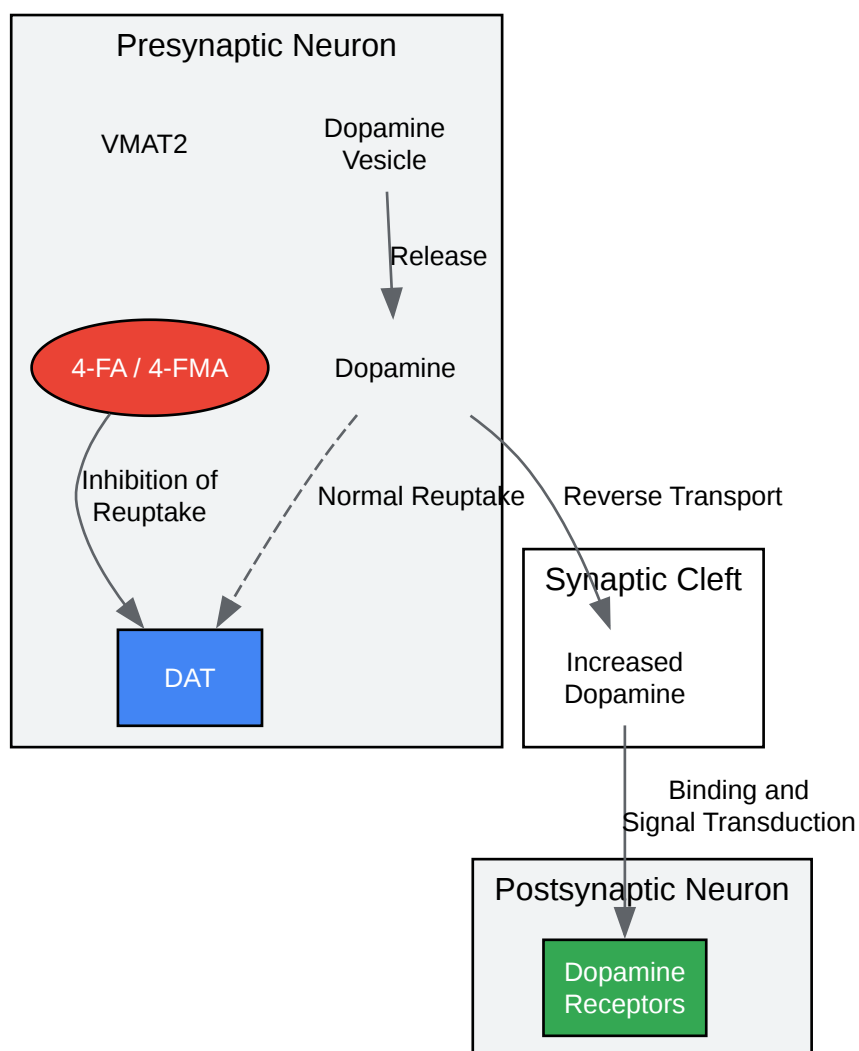 Presynaptic Neuron
VMAT2
Dopamine
Vesicle
Release
4-FA / 4-FMA
Dopamine
Inhibition of
Reuptake
Normal Reuptake
Reverse Transport
Synaptic Cleft
DAT
Increased
Dopamine
Binding and
Signal Transduction
Postsynaptic Neuron
Dopamine
Receptors